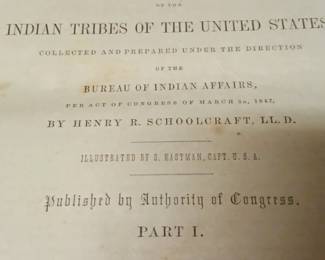 OF THE
INDIAN TRIBES OF THE UNITED STATES
COLLECTED AND PREPARED UNDER THE DIRECTION
OF THE
BUREAU OF INDIAN AFFAIRS,
PER ACT OF CONGRESS OF MARCH 3D, 1847,
BY HENRY R. SCHOOLCRAFT, LL.D.
ILLUSTRATED BY S. EASTMAN, CAPT. U. S. A.
Published by Authority of Congress.
PART I.